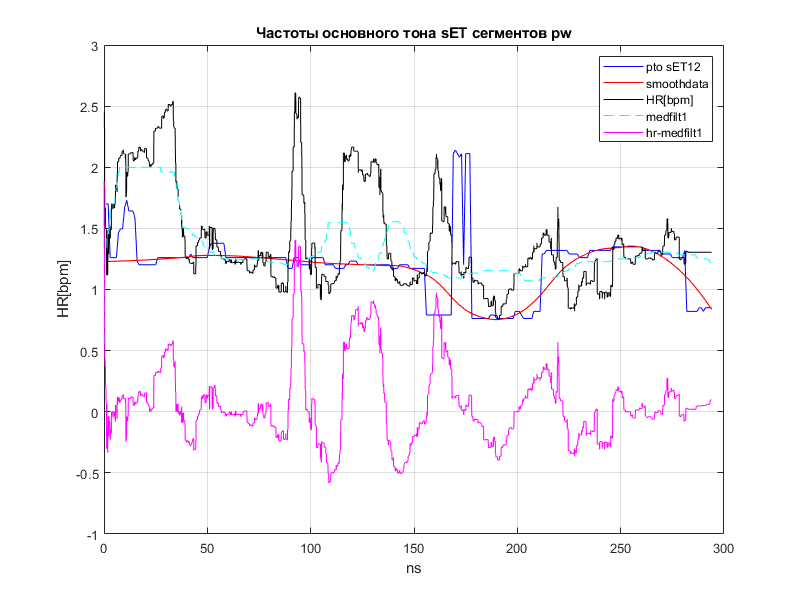 Частоты основного тона sET сегментов pw
3
2.5
2
1.5
1
0.5
0
-0.5
-1
HR[bpm]
0
50
100
150
200
250
300
ns
pto sET12
smoothdata
HR[bpm]
medfilt1
hr-medfilt1